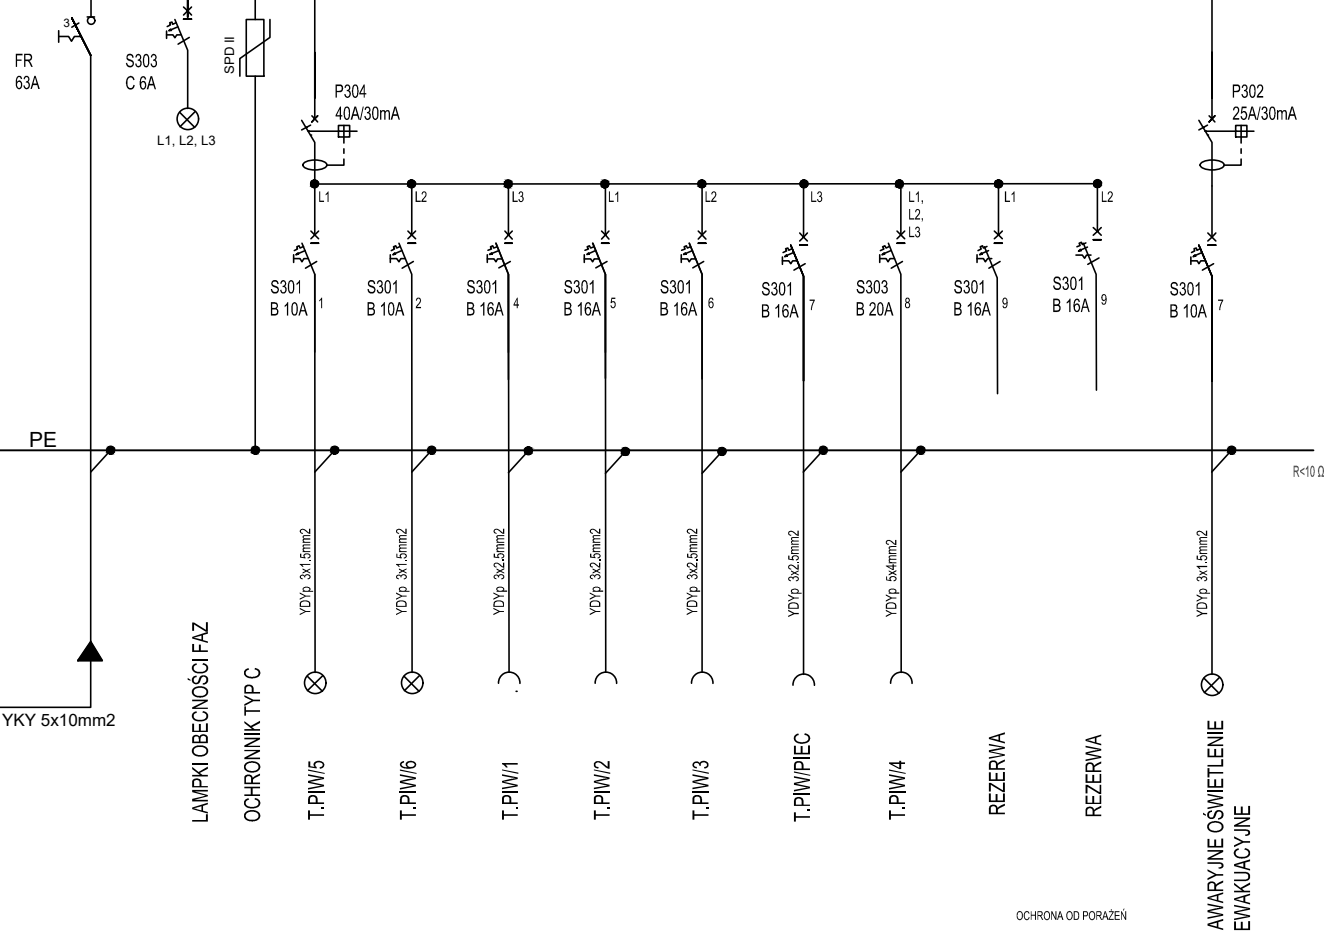 3
FR
63A
S303
C 6A
L1, L2, L3
SPD II
P304
40A/30mA
P302
25A/30mA
L1
L2
L3
L1
L2
L3
L1,
L2,
L3
L1
L2
S301
B 10A
1
S301
B 10A
2
S301
B 16A
4
S301
B 16A
5
S301
B 16A
6
S301
B 16A
7
S303
B 20A
8
S301
B 16A
9
S301
B 16A
9
S301
B 10A
7
PE
R<10 Ω
YDYp 3x1.5mm2
YDYp 3x1.5mm2
YDYp 3x2.5mm2
YDYp 3x2.5mm2
YDYp 3x2.5mm2
YDYp 3x2.5mm2
YDYp 5x4mm2
YDYp 3x1.5mm2
YKY 5x10mm2
LAMPKI OBECNOŚCI FAZ
OCHRONNIK TYP C
T.PIW/5
T.PIW/6
T.PIW/1
T.PIW/2
T.PIW/3
T.PIW/PIEC
T.PIW/4
REZERWA
REZERWA
AWARYJNE OŚWIETLENIE
EWAKUACYJNE
OCHRONA OD PORAŻEŃ